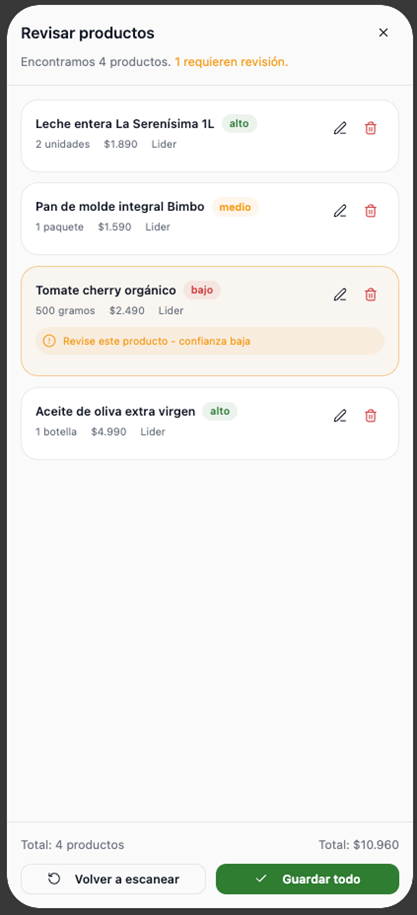 Revisar productos
Encontramos 4 productos. 1 requieren revisión.
Leche entera La Serenísima 1L alto
2 unidades $1.890 Lider
Pan de molde integral Bimbo medio
1 paquete $1.590 Lider
Tomate cherry orgánico bajo
500 gramos $2.490 Lider
Revise este producto - confianza baja
Aceite de oliva extra virgen alto
1 botella $4.990 Lider
Total: 4 productos Total: $10.960
Volver a escanear Guardar todo